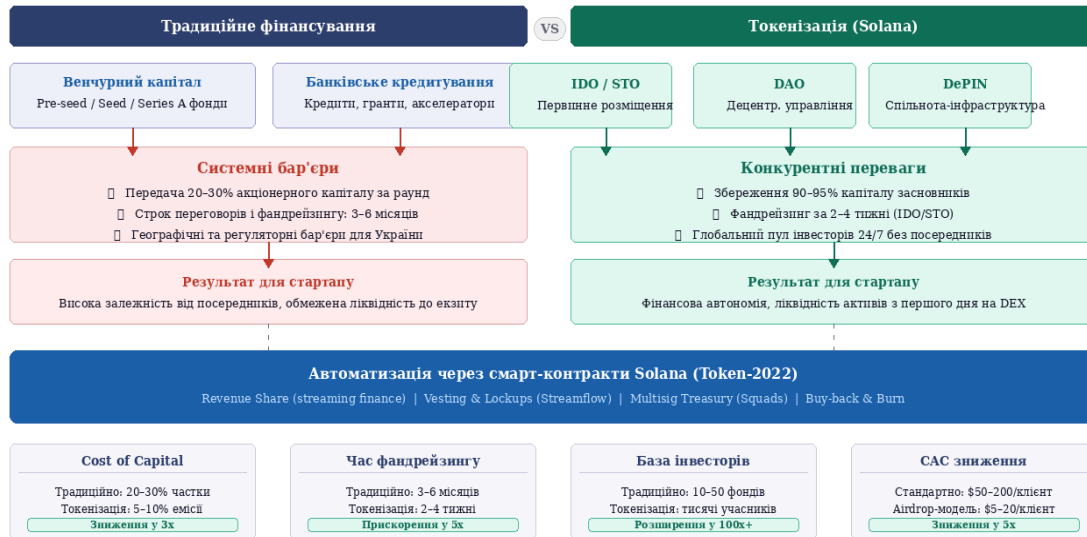 Традиційне фінансування
VS
Токенізація (Solana)
Венчурний капітал
Pre-seed / Seed / Series A фонди
Банківське кредитування
Кредити, гранти, акселератори
IDO / STO
Первинне розміщення
DAO
Децентр. управління
DePIN
Спільнота-інфраструктура
Системні бар'єри
Передача 20–30% акціонерного капіталу за раунд
Строк переговорів і фандрейзингу: 3–6 місяців
Географічні та регуляторні бар'єри для України
Конкурентні переваги
Збереження 90–95% капіталу засновників
Фандрейзинг за 2–4 тижні (IDO/STO)
Глобальний пул інвесторів 24/7 без посередників
Результат для стартапу
Висока залежність від посередників, обмежена ліквідність до екзиту
Результат для стартапу
Фінансова автономія, ліквідність активів з першого дня на DEX
Автоматизація через смарт-контракти Solana (Token-2022)
Revenue Share (streaming finance) | Vesting & Lockups (Streamflow) | Multisig Treasury (Squads) | Buy-back & Burn
Cost of Capital
Традиційно: 20–30% частки
Токенізація: 5–10% емісії
Зниження у 3x
Час фандрейзингу
Традиційно: 3–6 місяців
Токенізація: 2–4 тижні
Прискорення у 5x
База інвесторів
Традиційно: 10–50 фондів
Токенізація: тисячі учасників
Розширення у 100x+
CAC зниження
Стандартно: $50–200/клієнт
Airdrop-модель: $5–20/клієнт
Зниження у 5x